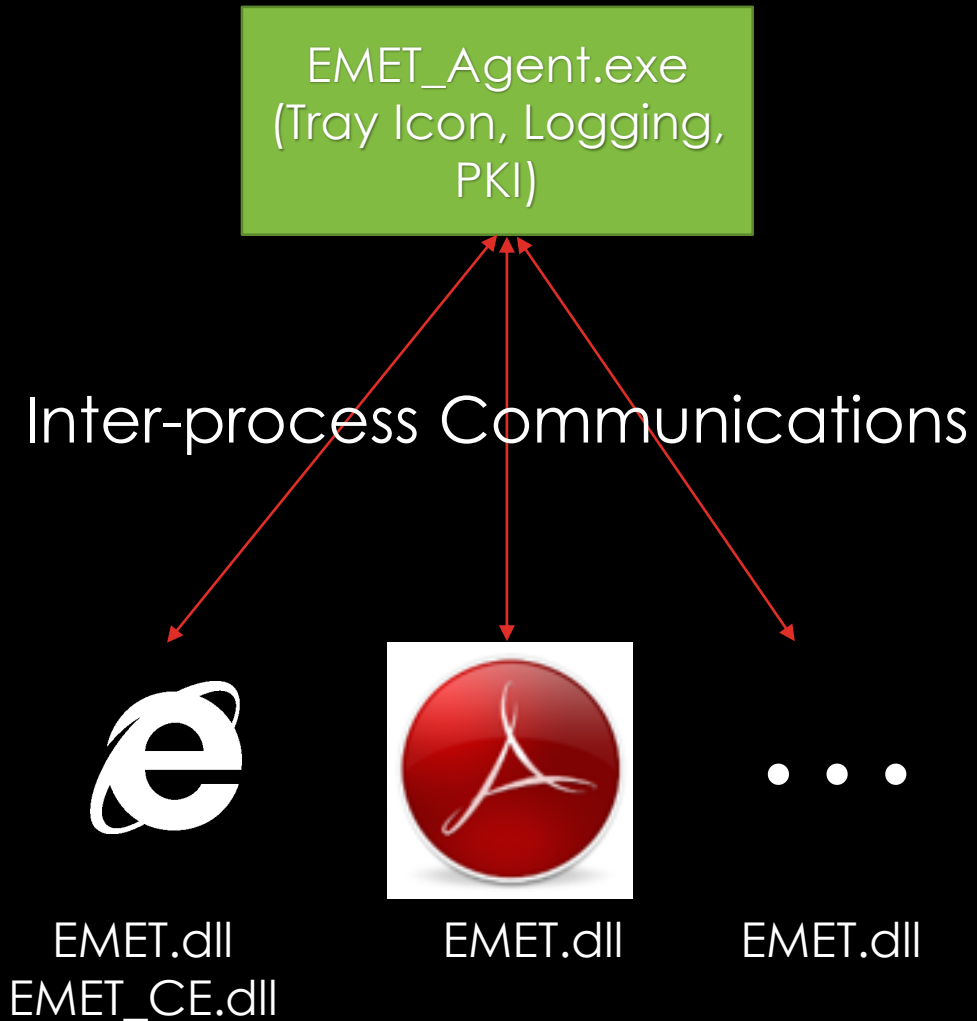 EMET_Agent.exe
(Tray Icon, Logging,
PKI)
Inter-process Communications
EMET.dll EMET.dll EMET.dll
EMET_CE.dll